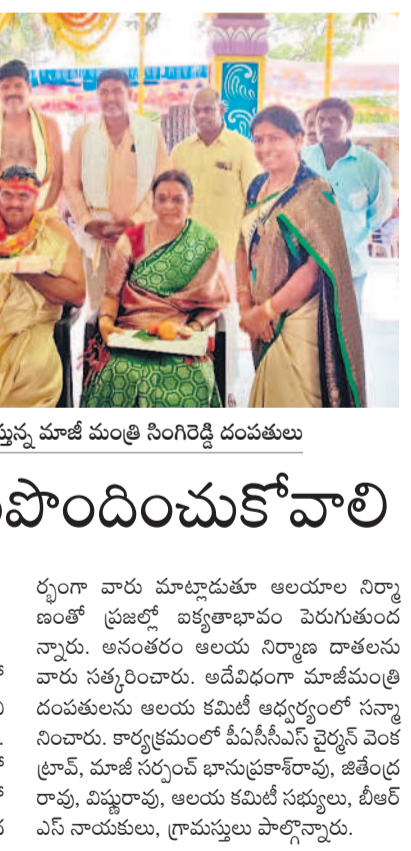 స్తున్న మాజీ మంత్రి సింగిరెడ్డి దంపతులు
పొందించుకోవాలి
ర్భంగా వారు మాట్లాడుతూ ఆలయాల నిర్మా
ణంతో ప్రజల్లో ఐక్యతాభావం పెరుగుతుంద
న్నారు. అనంతరం ఆలయ నిర్మాణ దాతలను
వారు సత్కరించారు. అదేవిధంగా మాజీమంత్రి
దంపతులను ఆలయ కమిటీ ఆధ్వర్యంలో సన్మా
నించారు. కార్యక్రమంలో పీఏసీసీఎస్ చైర్మన్ వెంక
ట్రావ్, మాజీ సర్పంచ్ భానుప్రకాశ్‌రావు, జితేంద్ర
రావు, విష్ణురావు, ఆలయ కమిటీ సభ్యులు, బీఆర్
ఎస్ నాయకులు, గ్రామస్తులు పాల్గొన్నారు.